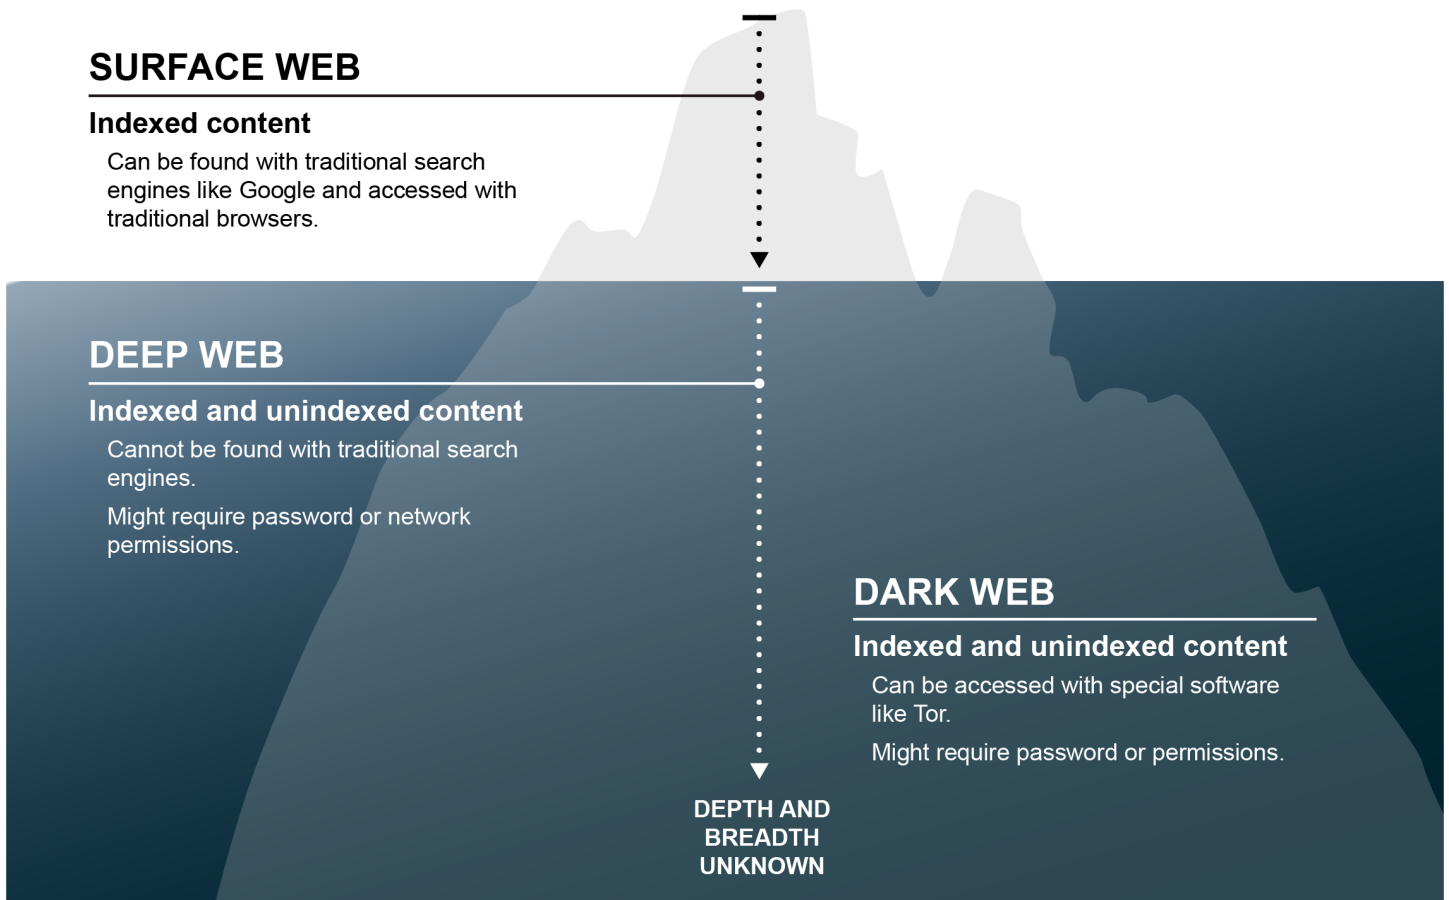 SURFACE WEB
Indexed content
Can be found with traditional search
engines like Google and accessed with
traditional browsers.
DEEP WEB
Indexed and unindexed content
Cannot be found with traditional search
engines.
Might require password or network
permissions.
DARK WEB
Indexed and unindexed content
Can be accessed with special software
like Tor.
Might require password or permissions.
DEPTH AND
BREADTH
UNKNOWN